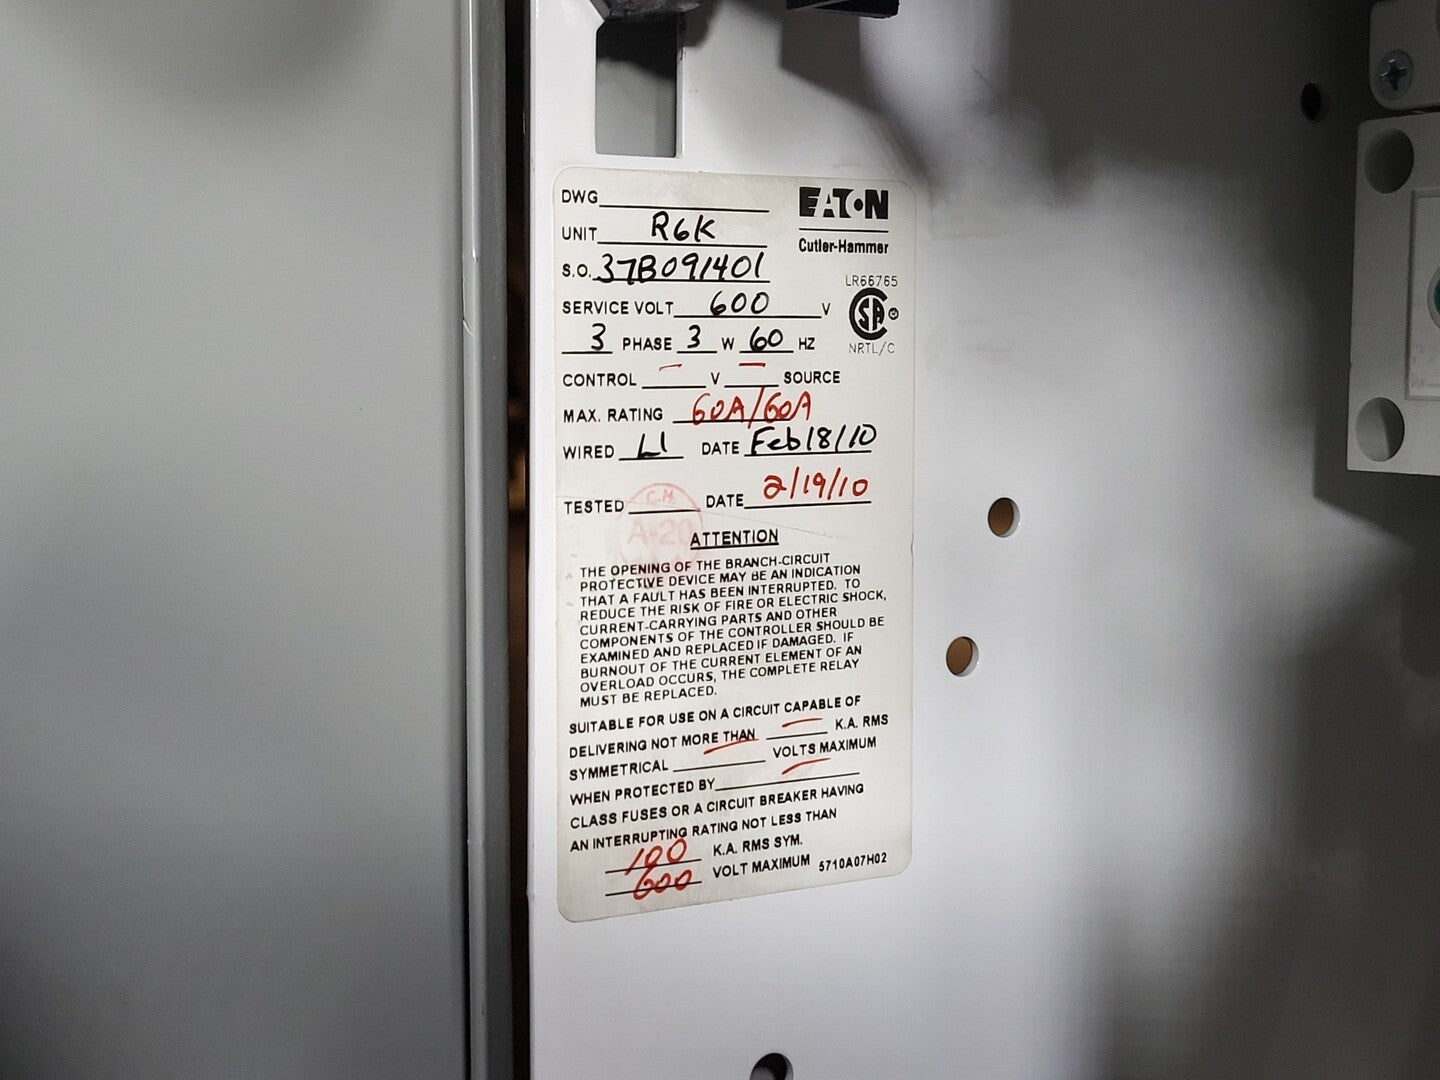 DWG
EATON
UNIT R6K
Cutler-Hammer
S.O. 37B091401
LR66765
SERVICE VOLT 600 V
CSA
3 PHASE 3 W 60 HZ
NRTL/C
CONTROL — V — SOURCE
MAX. RATING 60A/60A
WIRED L1 DATE Feb 18/10
TESTED C.H. A-20 DATE 2/19/10
ATTENTION
THE OPENING OF THE BRANCH-CIRCUIT
PROTECTIVE DEVICE MAY BE AN INDICATION
THAT A FAULT HAS BEEN INTERRUPTED. TO
REDUCE THE RISK OF FIRE OR ELECTRIC SHOCK,
CURRENT-CARRYING PARTS AND OTHER
COMPONENTS OF THE CONTROLLER SHOULD BE
EXAMINED AND REPLACED IF DAMAGED. IF
BURNOUT OF THE CURRENT ELEMENT OF AN
OVERLOAD OCCURS, THE COMPLETE RELAY
MUST BE REPLACED.
SUITABLE FOR USE ON A CIRCUIT CAPABLE OF
DELIVERING NOT MORE THAN — K.A. RMS
SYMMETRICAL — VOLTS MAXIMUM
WHEN PROTECTED BY —
CLASS FUSES OR A CIRCUIT BREAKER HAVING
AN INTERRUPTING RATING NOT LESS THAN
100 K.A. RMS SYM.
600 VOLT MAXIMUM 5710A07H02